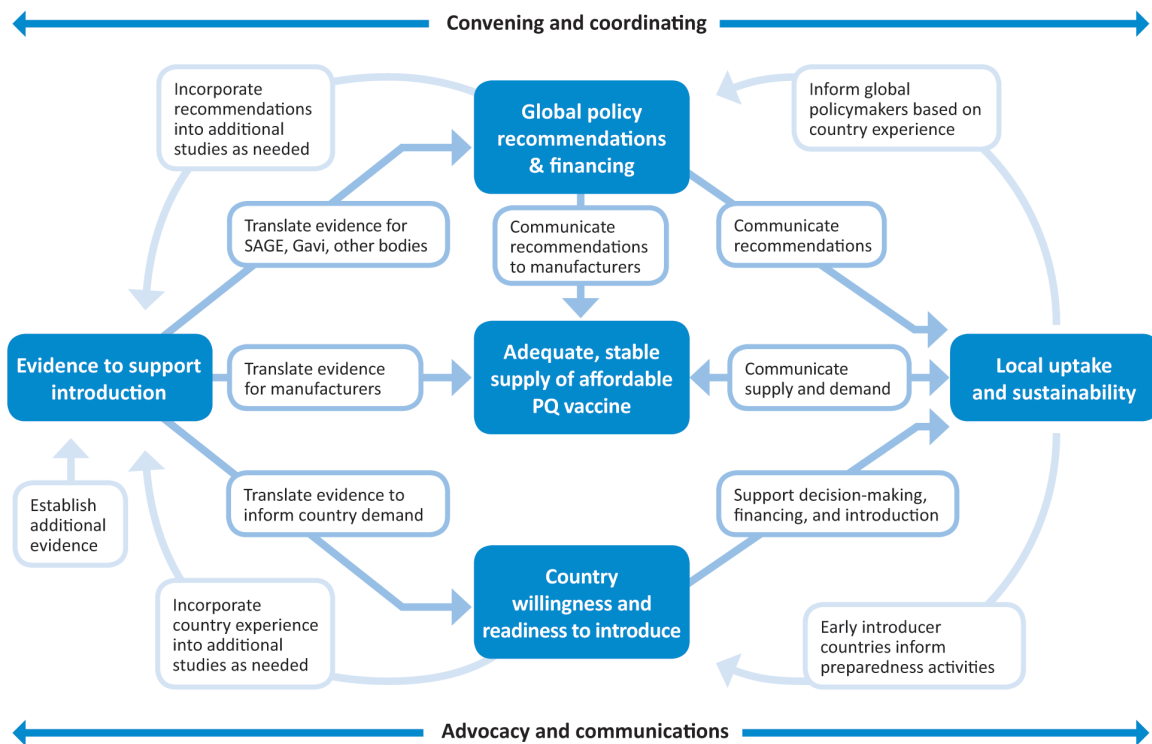 Convening and coordinating
Incorporate
recommendations
into additional
studies as needed
Global policy
recommendations
& financing
Inform global
policymakers based on
country experience
Translate evidence for
SAGE, Gavi, other bodies
Communicate
recommendations
to manufacturers
Communicate
recommendations
Evidence to support
introduction
Translate evidence
for manufacturers
Adequate, stable
supply of affordable
PQ vaccine
Communicate
supply and demand
Local uptake
and sustainability
Establish
additional
evidence
Translate evidence to
inform country demand
Support decision-making,
financing, and introduction
Incorporate
country experience
into additional
studies as needed
Country
willingness and
readiness to introduce
Early introducer
countries inform
preparedness activities
Advocacy and communications